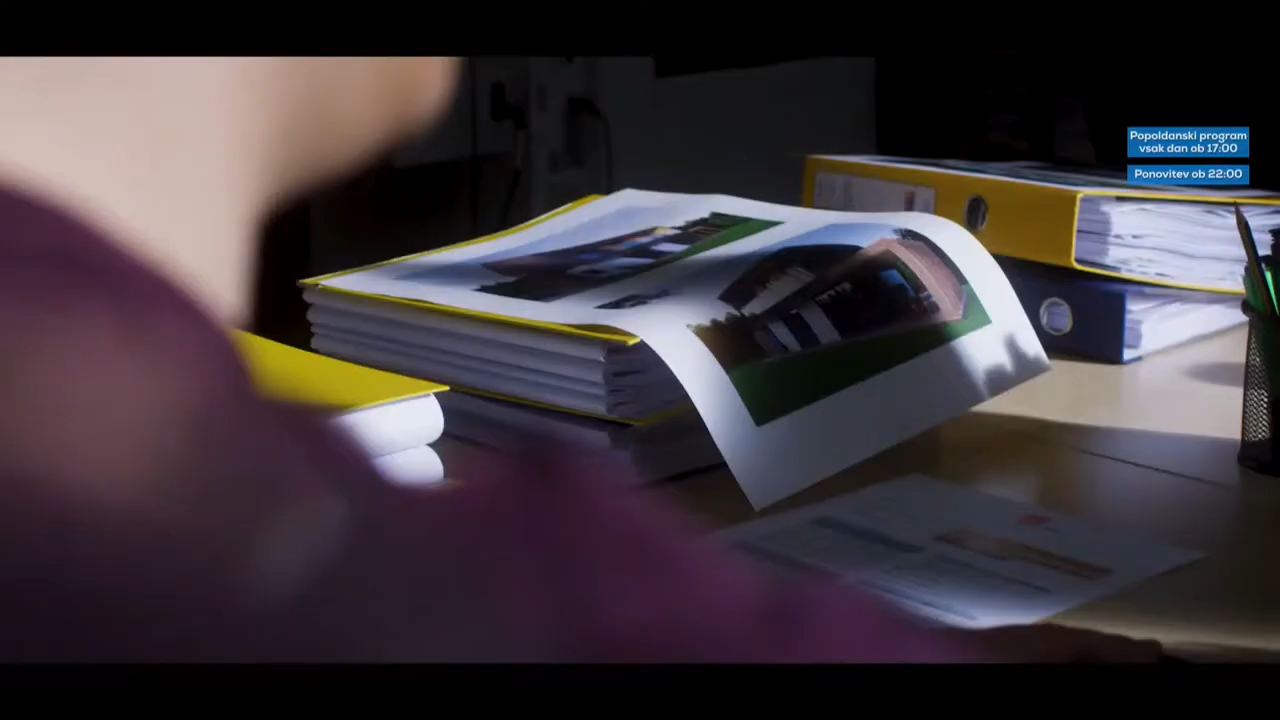 Popoldanski program
vsak dan ob 17:00
Ponovitev ob 22:00